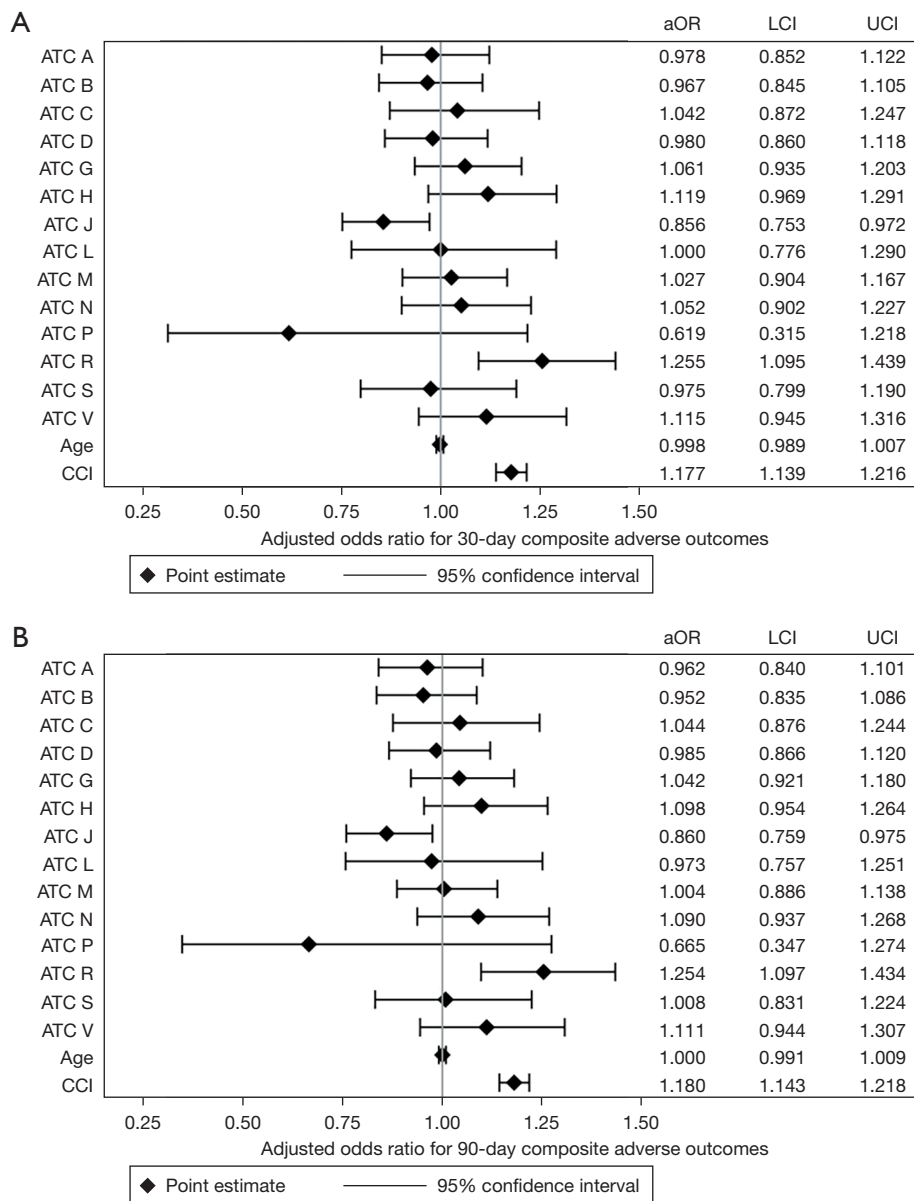 A
aOR LCI UCI
ATC A 0.978 0.852 1.122
ATC B 0.967 0.845 1.105
ATC C 1.042 0.872 1.247
ATC D 0.980 0.860 1.118
ATC G 1.061 0.935 1.203
ATC H 1.119 0.969 1.291
ATC J 0.856 0.753 0.972
ATC L 1.000 0.776 1.290
ATC M 1.027 0.904 1.167
ATC N 1.052 0.902 1.227
ATC P 0.619 0.315 1.218
ATC R 1.255 1.095 1.439
ATC S 0.975 0.799 1.190
ATC V 1.115 0.945 1.316
Age 0.998 0.989 1.007
CCI 1.177 1.139 1.216
0.25 0.50 0.75 1.00 1.25 1.50
Adjusted odds ratio for 30-day composite adverse outcomes
Point estimate 95% confidence interval
B
aOR LCI UCI
ATC A 0.962 0.840 1.101
ATC B 0.952 0.835 1.086
ATC C 1.044 0.876 1.244
ATC D 0.985 0.866 1.120
ATC G 1.042 0.921 1.180
ATC H 1.098 0.954 1.264
ATC J 0.860 0.759 0.975
ATC L 0.973 0.757 1.251
ATC M 1.004 0.886 1.138
ATC N 1.090 0.937 1.268
ATC P 0.665 0.347 1.274
ATC R 1.254 1.097 1.434
ATC S 1.008 0.831 1.224
ATC V 1.111 0.944 1.307
Age 1.000 0.991 1.009
CCI 1.180 1.143 1.218
0.25 0.50 0.75 1.00 1.25 1.50
Adjusted odds ratio for 90-day composite adverse outcomes
Point estimate 95% confidence interval